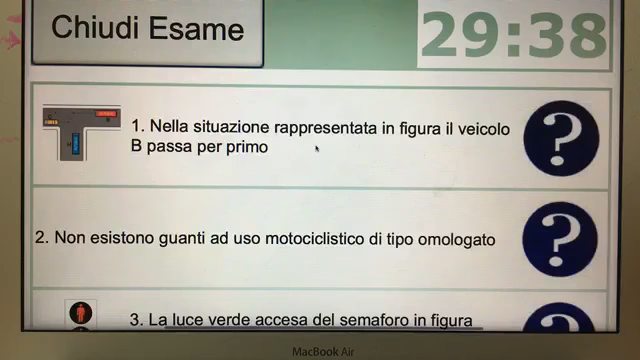 Chiudi Esame
29:38
1. Nella situazione rappresentata in figura il veicolo
B passa per primo
?
2. Non esistono guanti ad uso motociclistico di tipo omologato
?
3. La luce verde accesa del semaforo in figura
MacBook Air